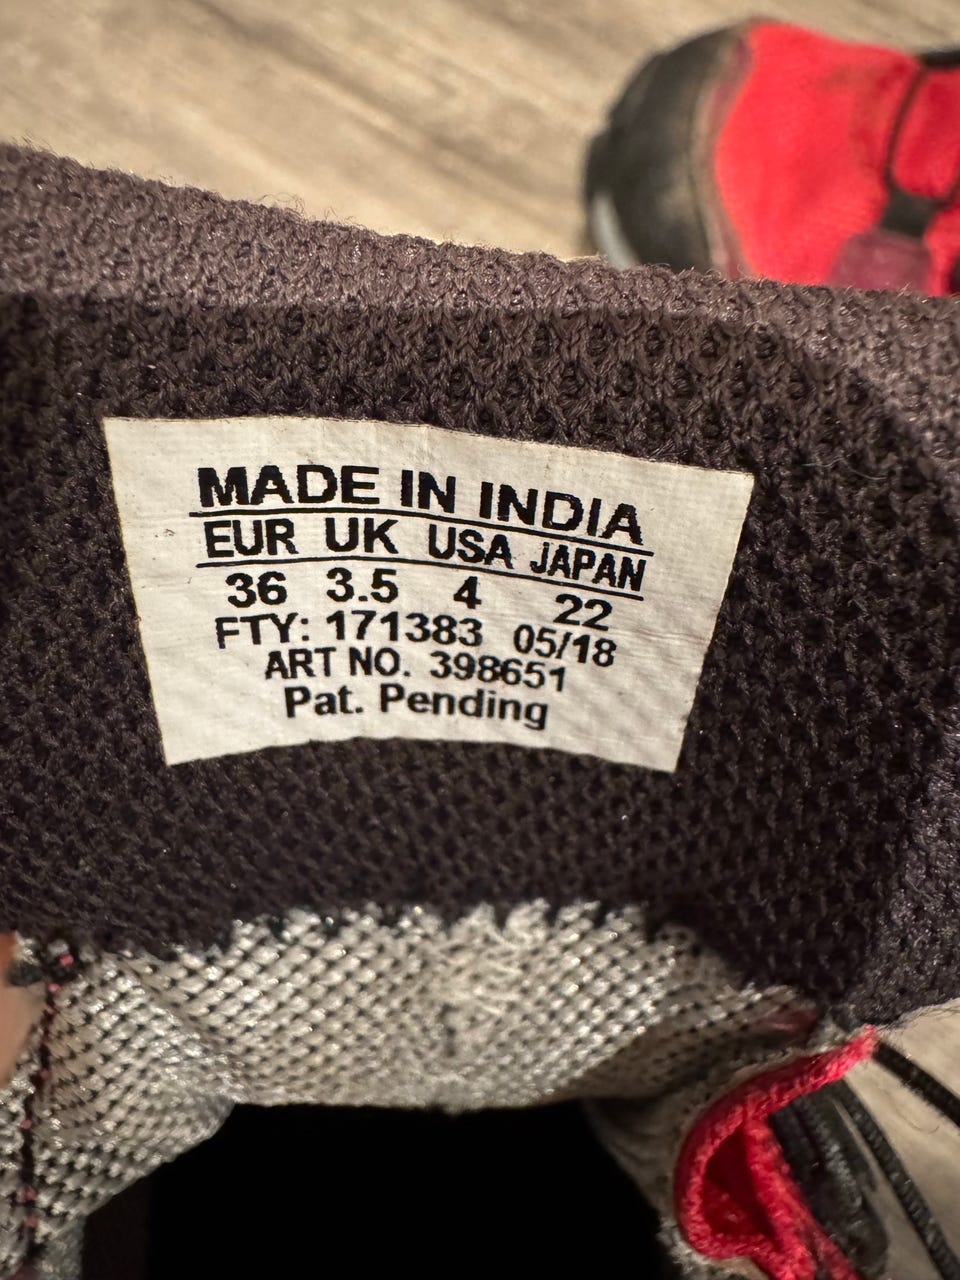 MADE IN INDIA
EUR UK USA JAPAN
36 3.5 4 22
FTY: 171383 05/18
ART NO. 398651
Pat. Pending